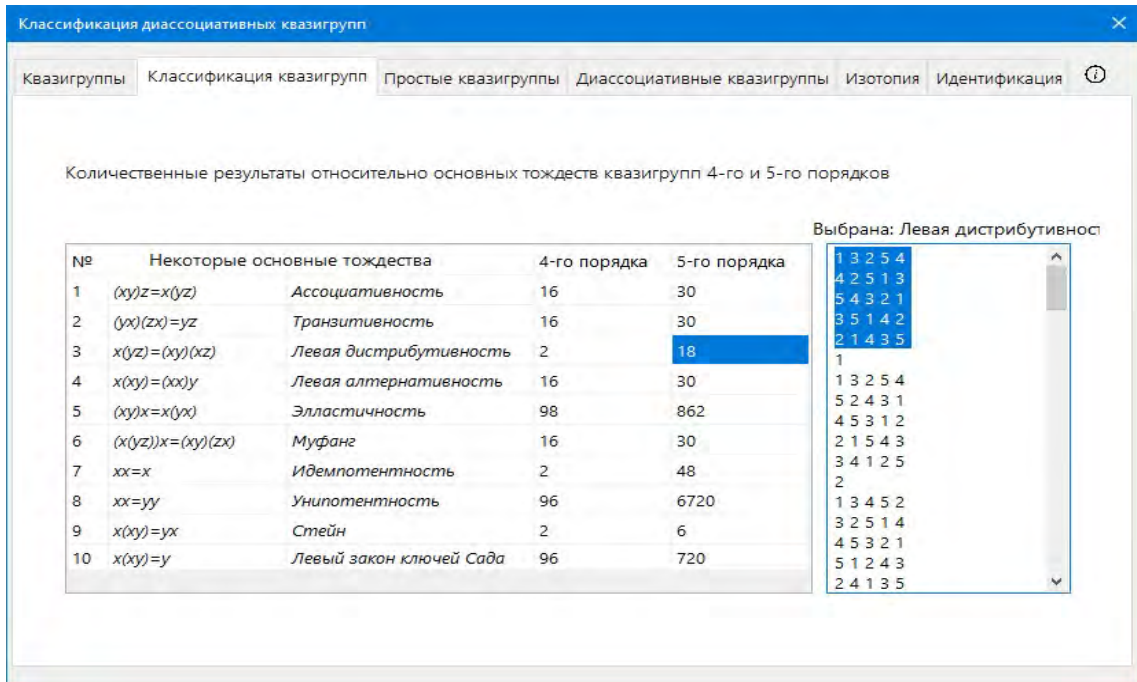 Классификация диассоциативных квазигрупп
Квазигруппы Классификация квазигрупп Простые квазигруппы Диассоциативные квазигруппы Изотопия Идентификация
Количественные результаты относительно основных тождеств квазигрупп 4-го и 5-го порядков
Выбрана: Левая дистрибутивност
№ Некоторые основные тождества 4-го порядка 5-го порядка
1 (xy)z=x(yz) Ассоциативность 16 30
2 (yx)(zx)=yz Транзитивность 16 30
3 x(yz)=(xy)(xz) Левая дистрибутивность 2 18
4 x(xy)=(xx)y Левая алтернативность 16 30
5 (xy)x=x(yx) Элластичность 98 862
6 (x(yz))x=(xy)(zx) Муфанг 16 30
7 xx=x Идемпотентность 2 48
8 xx=yy Унипотентность 96 6720
9 x(xy)=yx Стейн 2 6
10 x(xy)=y Левый закон ключей Сада 96 720
1 3 2 5 4
4 2 5 1 3
5 4 3 2 1
3 5 1 4 2
2 1 4 3 5
1
1 3 2 5 4
5 2 4 3 1
4 5 3 1 2
2 1 5 4 3
3 4 1 2 5
2
1 3 4 5 2
3 2 5 1 4
4 5 3 2 1
5 1 2 4 3
2 4 1 3 5